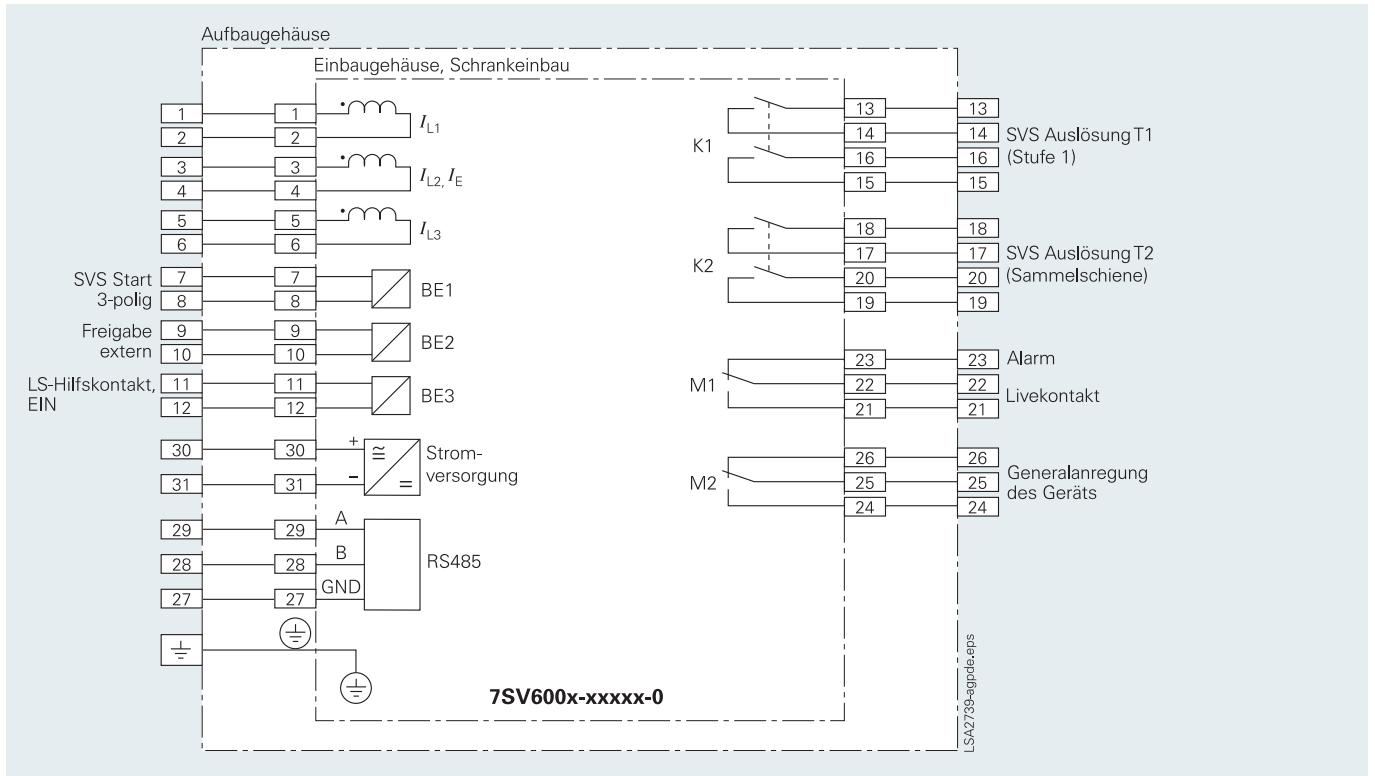 Aufbaugehäuse
Einbaugehäuse, Schrankeinbau
1 1
2 2
I L1
3 3
4 4
I L2, I E
5 5
6 6
I L3
SVS Start
3-polig
7 7
8 8
BE1
Freigabe
extern
9 9
10 10
BE2
LS-Hilfskontakt,
EIN
11 11
12 12
BE3
30 30 +
31 31 –
≅
=
Strom-
versorgung
29 29 A
28 28 B
27 27 GND
RS485
K1
13 13
14 14
16 16
15 15
SVS Auslösung T1
(Stufe 1)
K2
18 18
17 17
20 20
19 19
SVS Auslösung T2
(Sammelschiene)
M1
23 23 Alarm
22 22
21 21
Livekontakt
M2
26 26
25 25
24 24
Generalanregung
des Geräts
7SV600x-xxxxx-0
LSA2739-agpde.eps